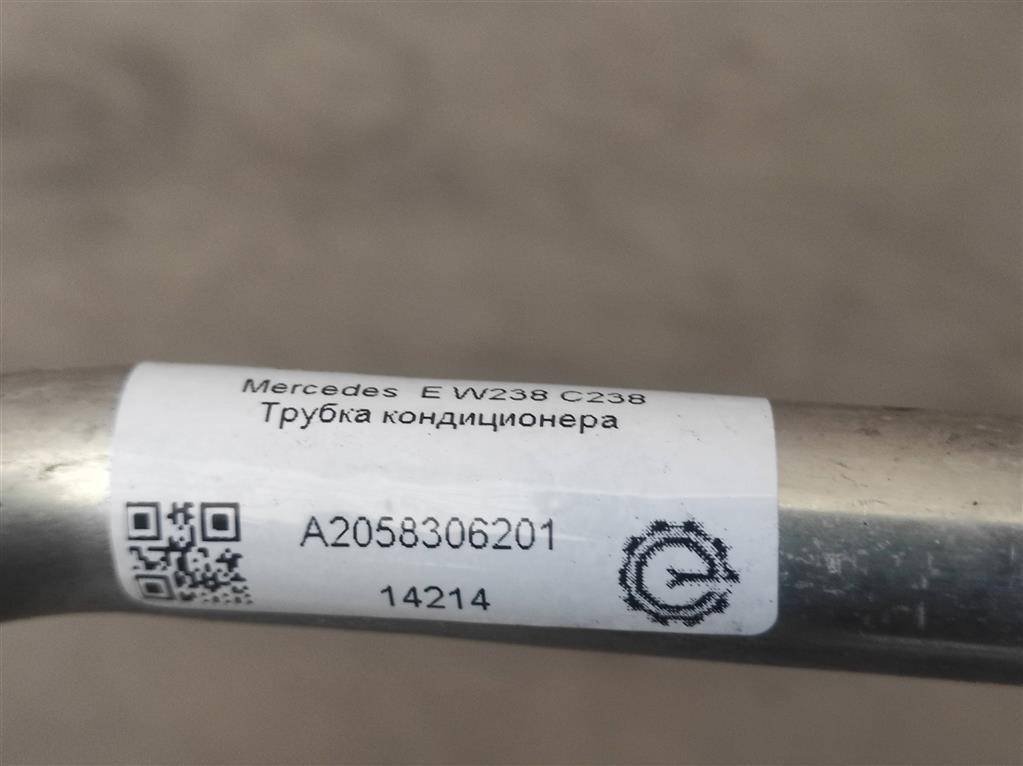 Mercedes E W238 C238
Трубка кондиционера
A2058306201
14214